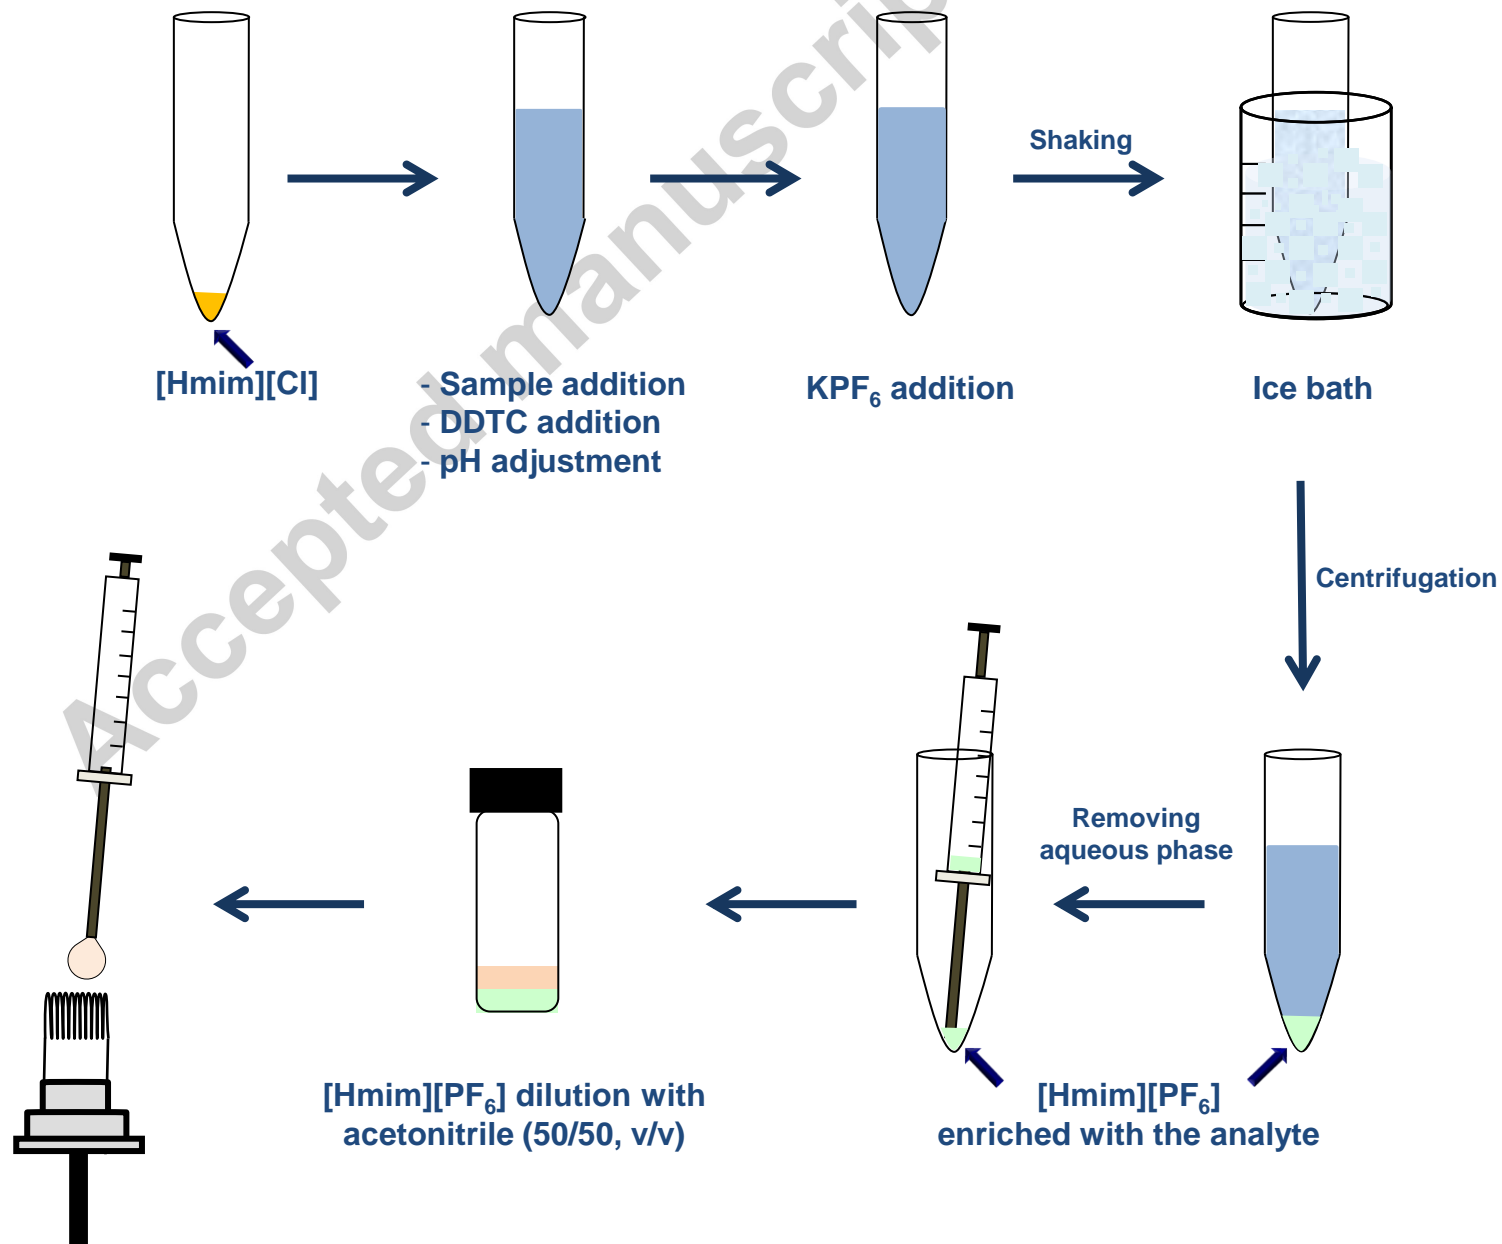 Accepted manuscript
Shaking
[Hmim][Cl]
- Sample addition
- DDTC addition
- pH adjustment
KPF₆ addition
Ice bath
Centrifugation
Removing
aqueous phase
[Hmim][PF₆] dilution with
acetonitrile (50/50, v/v)
[Hmim][PF₆]
enriched with the analyte